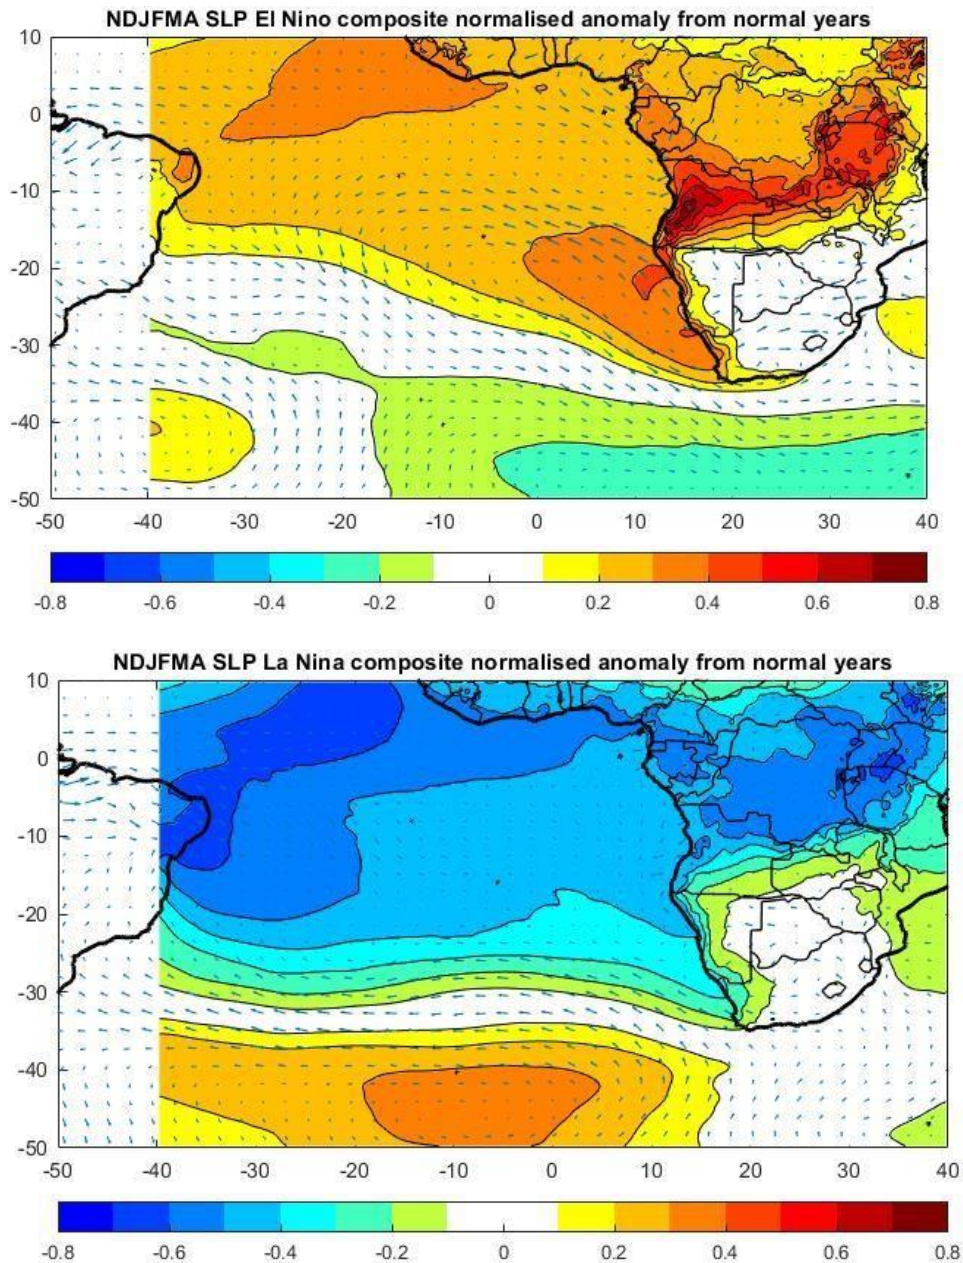 NDJFMA SLP El Nino composite normalised anomaly from normal years
10
0
-10
-20
-30
-40
-50
-50 -40 -30 -20 -10 0 10 20 30 40
-0.8 -0.6 -0.4 -0.2 0 0.2 0.4 0.6 0.8
NDJFMA SLP La Nina composite normalised anomaly from normal years
10
0
-10
-20
-30
-40
-50
-50 -40 -30 -20 -10 0 10 20 30 40
-0.8 -0.6 -0.4 -0.2 0 0.2 0.4 0.6 0.8